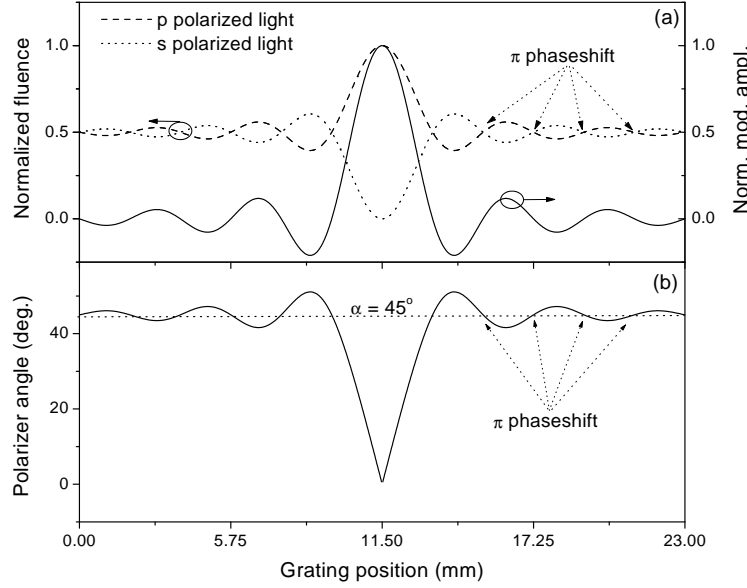 p polarized light
s polarized light
(a)
π phaseshift
Normalized fluence
1.0
0.5
0.0
Norm. mod. ampl.
1.0
0.5
0.0
(b)
α = 45°
π phaseshift
Polarizer angle (deg.)
40
20
0
0.00 5.75 11.50 17.25 23.00
Grating position (mm)